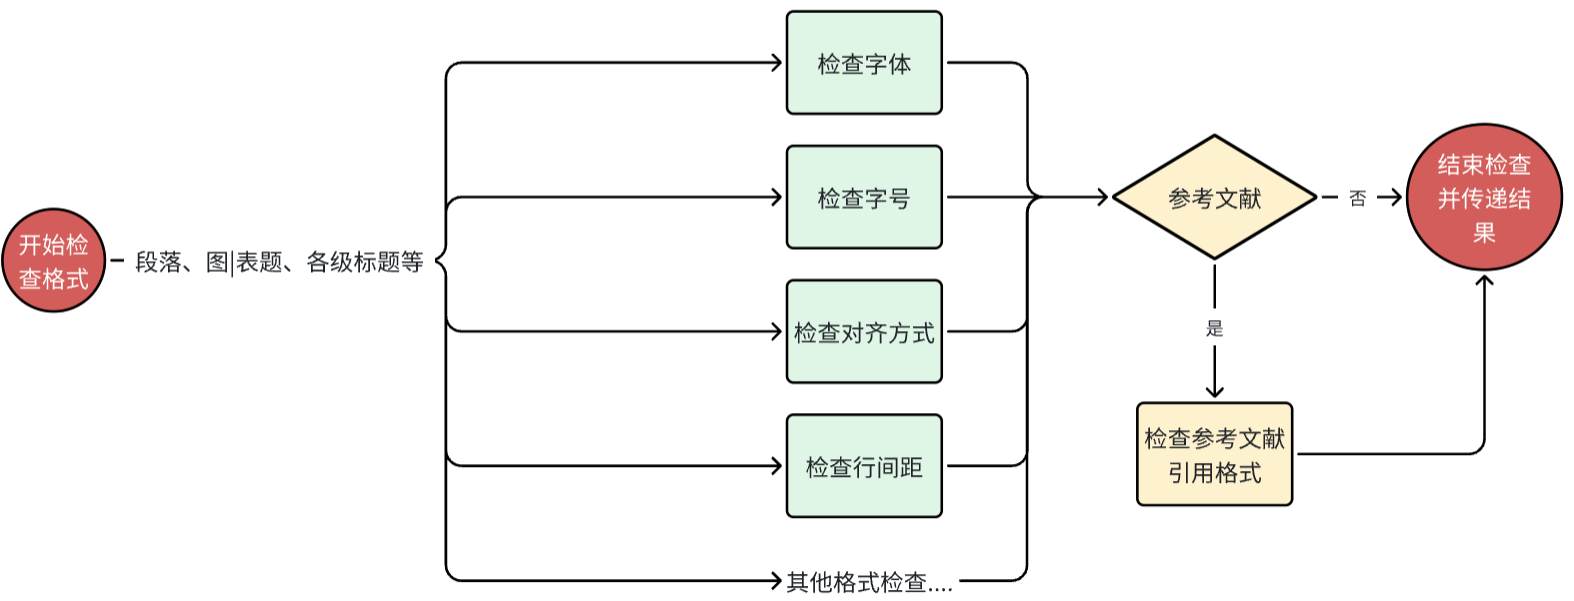 开始检
查格式
段落、图|表题、各级标题等
检查字体
检查字号
检查对齐方式
检查行间距
其他格式检查....
参考文献
否
是
检查参考文献
引用格式
结束检查
并传递结
果